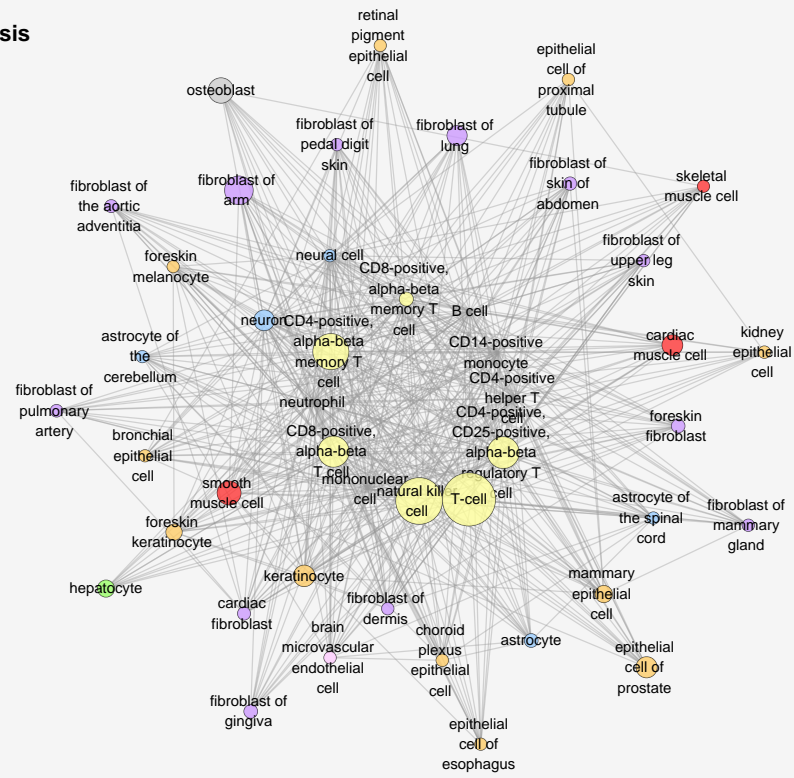 sis
retinal
pigment
epithelial
cell
epithelial
cell of
proximal
tubule
osteoblast
fibroblast of
pedal digit
skin
fibroblast of
lung
fibroblast of
skin of
abdomen
skeletal
muscle cell
fibroblast of
arm
fibroblast of
the aortic
adventitia
foreskin
melanocyte
neural cell
fibroblast of
upper leg
skin
CD8-positive,
alpha-beta
memory T
cell
B cell
neuron
CD4-positive,
alpha-beta
memory T
cell
CD14-positive
monocyte
cardiac
muscle cell
kidney
epithelial
cell
astrocyte of
the
cerebellum
CD4-positive
helper T
cell
neutrophil
fibroblast of
pulmonary
artery
CD4-positive,
CD25-positive,
alpha-beta
regulatory T
cell
foreskin
fibroblast
bronchial
epithelial
cell
CD8-positive,
alpha-beta
T cell
mononuclear
cell
natural killer
cell
T-cell
smooth
muscle cell
astrocyte of
the spinal
cord
fibroblast of
mammary
gland
foreskin
keratinocyte
hepatocyte
keratinocyte
mammary
epithelial
cell
cardiac
fibroblast
fibroblast of
dermis
brain
microvascular
endothelial
cell
choroid
plexus
epithelial
cell
astrocyte
epithelial
cell of
prostate
fibroblast of
gingiva
epithelial
cell of
esophagus